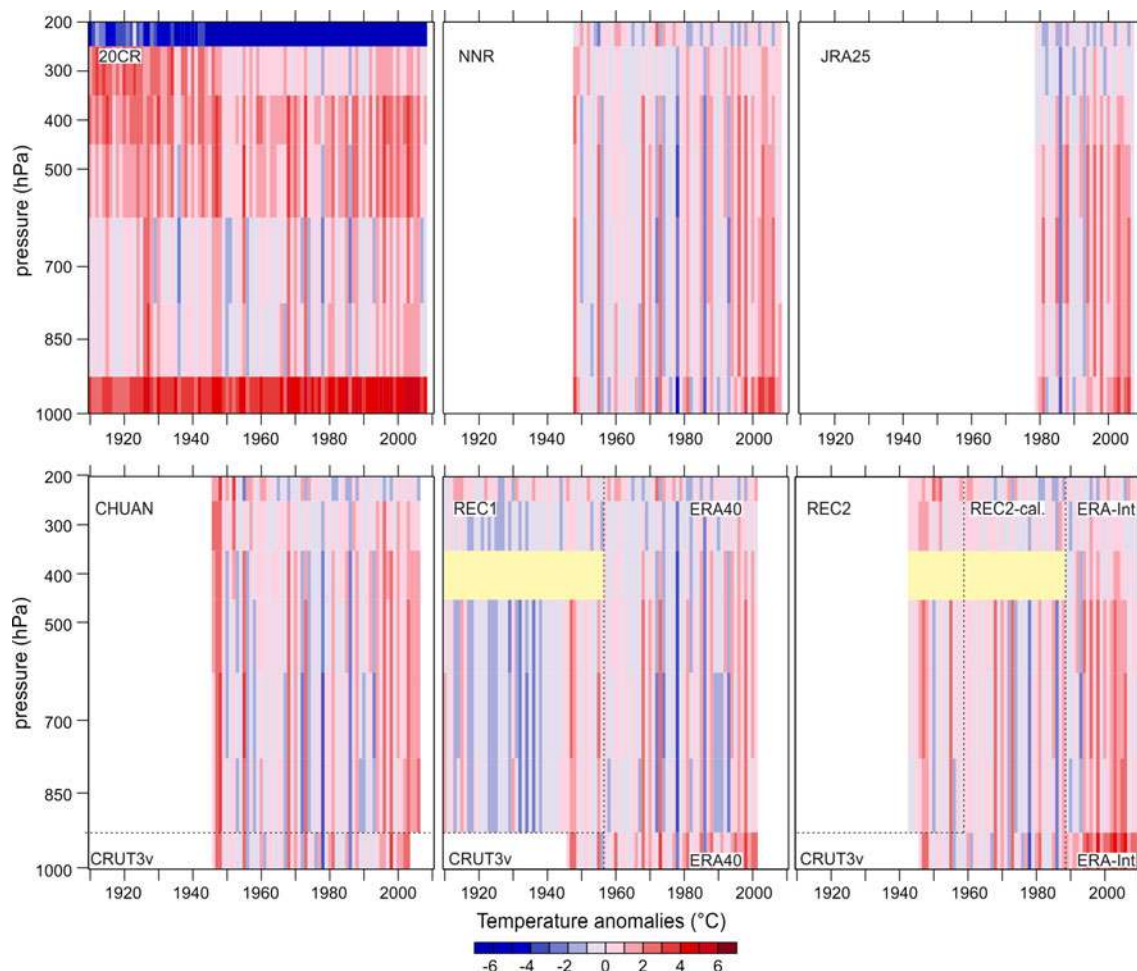 200
300
400
500
700
850
1000
pressure (hPa)
20CR
NNR
JRA25
1920 1940 1960 1980 2000
1920 1940 1960 1980 2000
1920 1940 1960 1980 2000
200
300
400
500
700
850
1000
pressure (hPa)
CHUAN
CRUT3v
REC1
ERA40
CRUT3v
ERA40
REC2
REC2-cal.
ERA-Int
CRUT3v
ERA-Int
1920 1940 1960 1980 2000
1920 1940 1960 1980 2000
1920 1940 1960 1980 2000
Temperature anomalies (°C)
-6 -4 -2 0 2 4 6